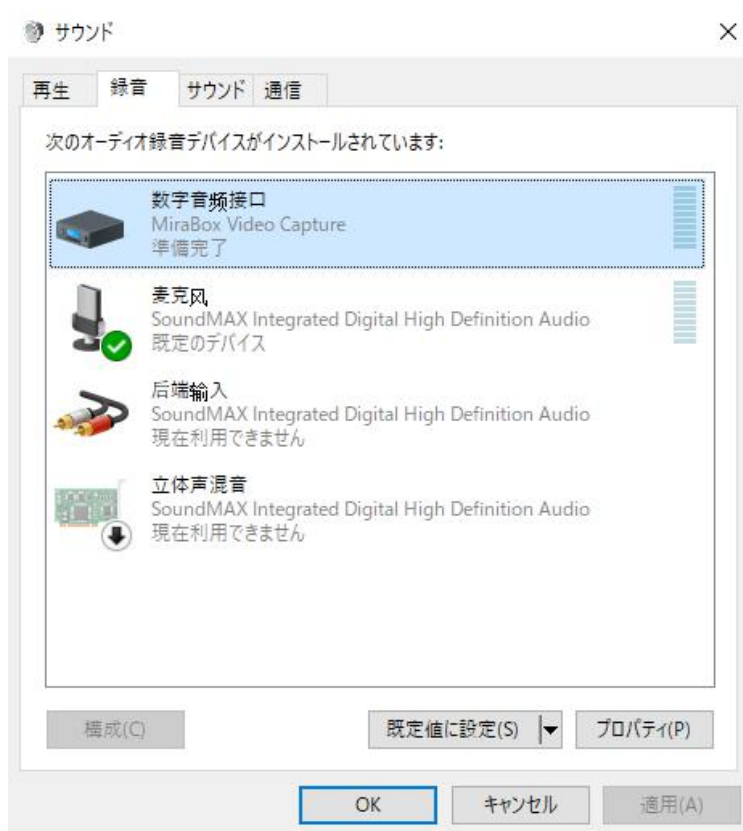 サウンド
再生
録音
サウンド
通信
次のオーディオ録音デバイスがインストールされています:
数字音频接口
MiraBox Video Capture
準備完了
麦克风
SoundMAX Integrated Digital High Definition Audio
既定のデバイス
后端输入
SoundMAX Integrated Digital High Definition Audio
現在利用できません
立体声混音
SoundMAX Integrated Digital High Definition Audio
現在利用できません
構成(C)
既定値に設定(S)
プロパティ(P)
OK
キャンセル
適用(A)